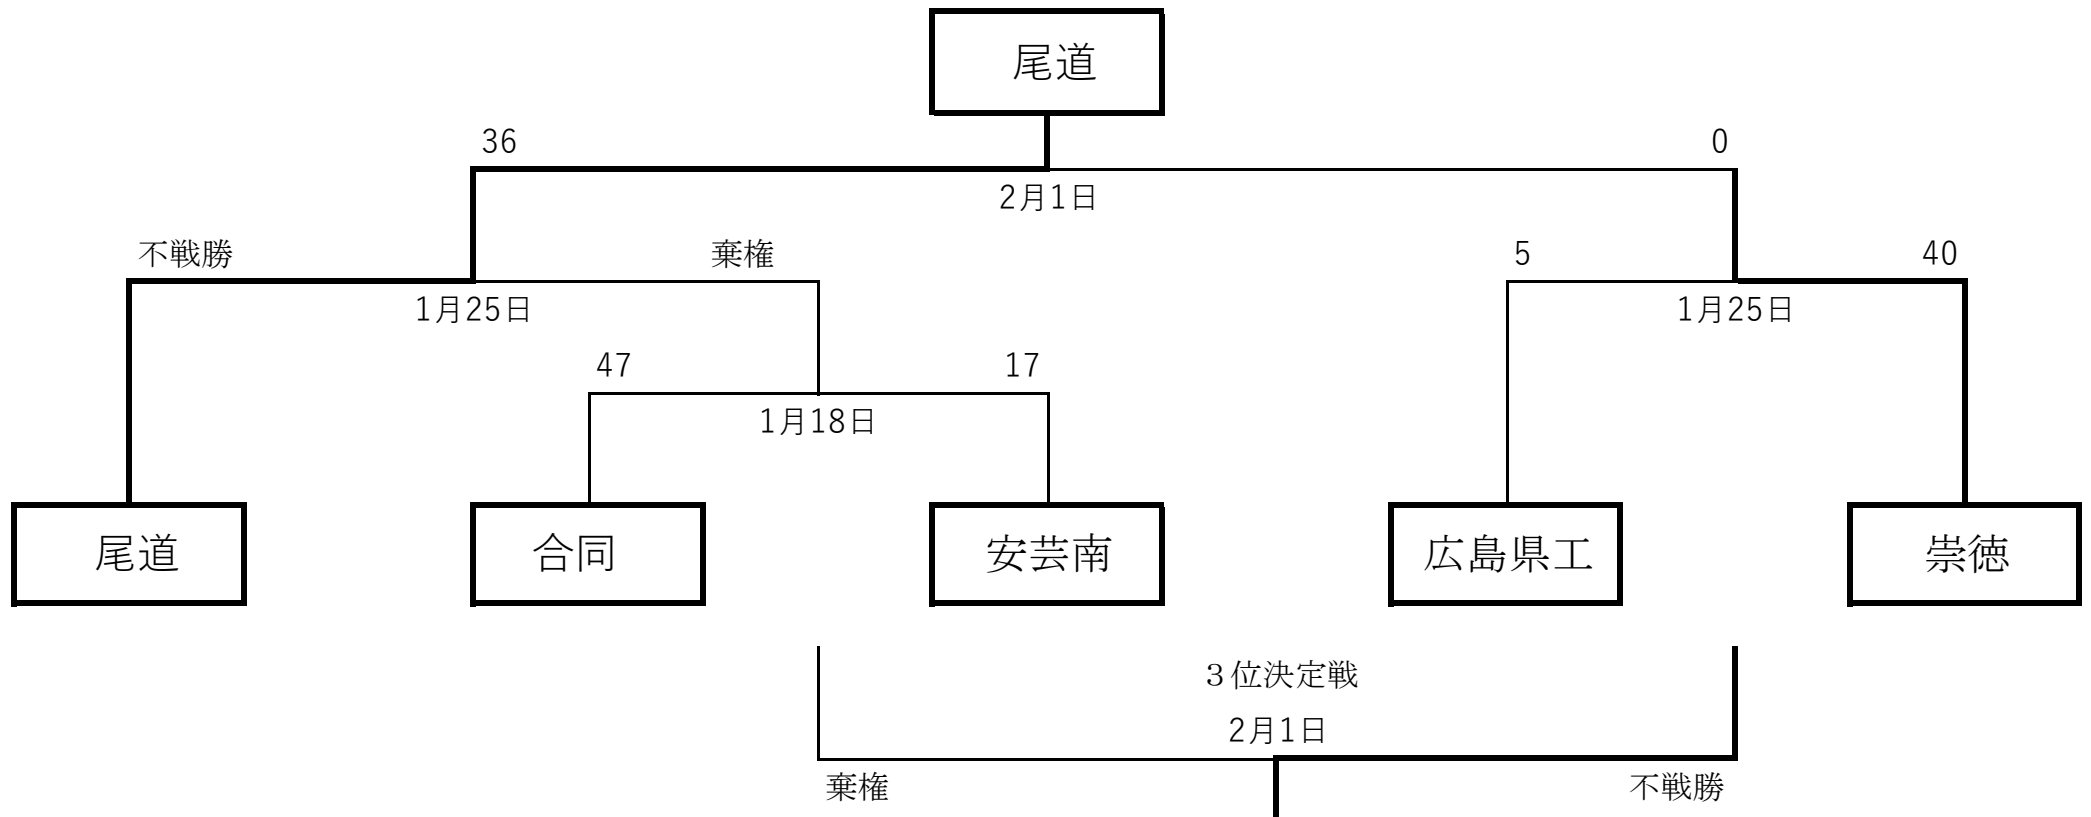 尾道
36
0
2月1日
不戦勝
棄権
5
40
1月25日
1月25日
47
17
1月18日
尾道
合同
安芸南
広島県工
崇徳
３位決定戦
2月1日
棄権
不戦勝